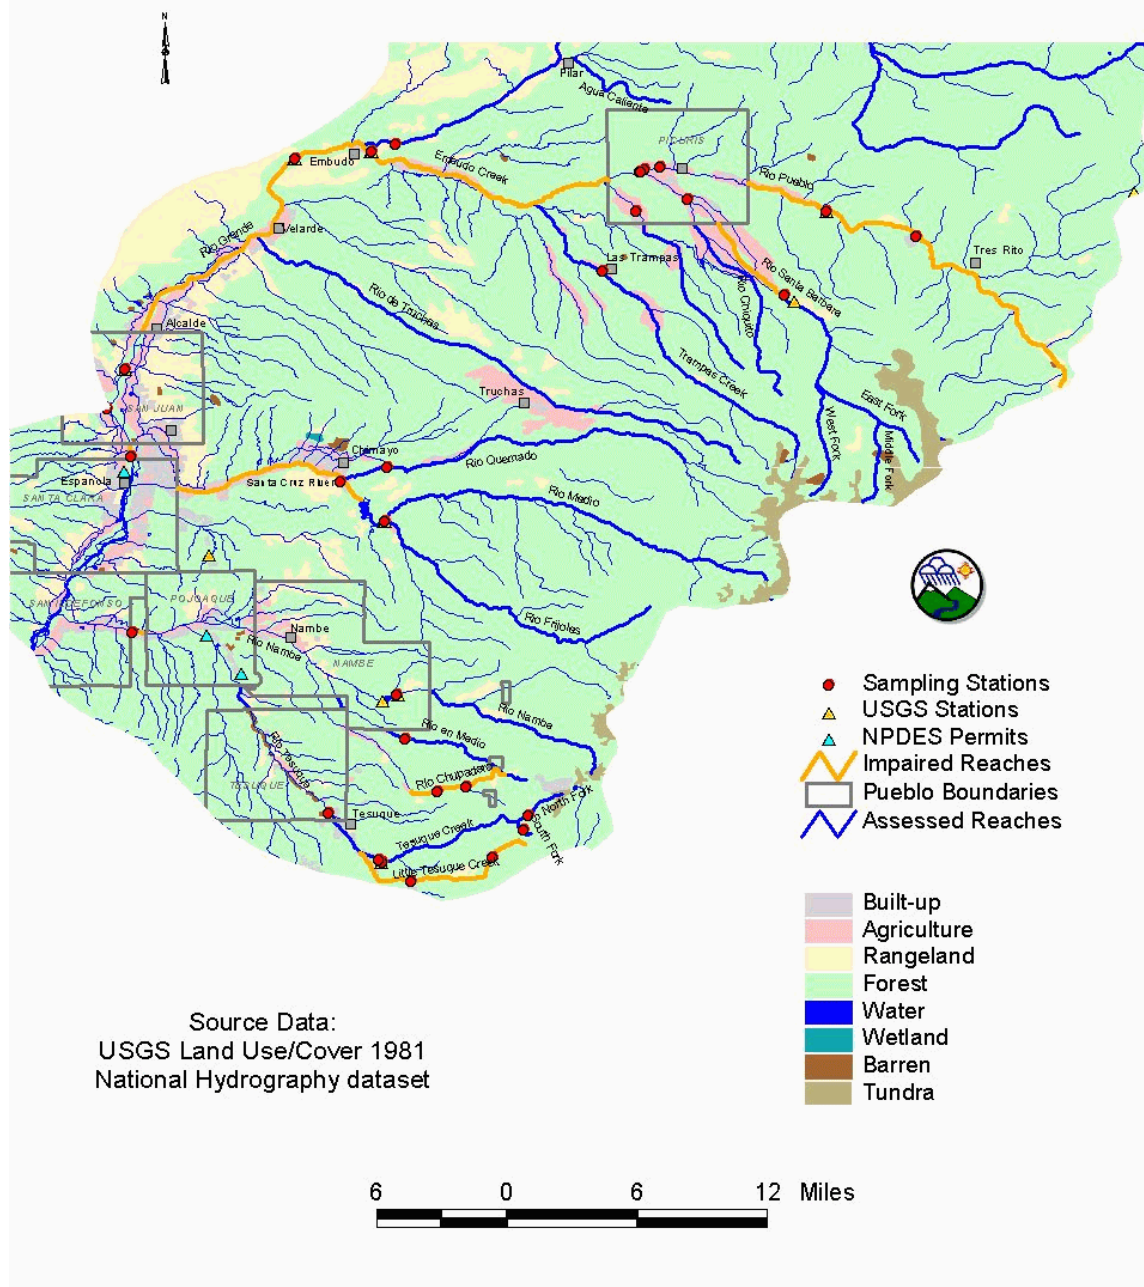 N
Pilar
Agua Caliente
PICURIS
Embudo
Embudo Creek
Rio Pueblo
Velarde
Rio Grande
Las Trampas
Tres Rito
Rio Santa Barbara
Rio Chiquito
Rio de Truchas
Alcalde
Trampas Creek
Truchas
East Fork
SAN JUAN
West Fork
Middle Fork
Chimayo
Rio Quemado
Espanola
Santa Cruz River
SANTA CLARA
Rio Medio
SAN ILDEFONSO
POJOAQUE
Rio Frijoles
Nambe
Rio Nambe
NAMBE
Rio Nambe
Rio en Medio
Rio Tesuque
Rio Chupadero
TESUQUE
North Fork
Tesuque
Tesuque Creek
South Fork
Little Tesuque Creek
Sampling Stations
USGS Stations
NPDES Permits
Impaired Reaches
Pueblo Boundaries
Assessed Reaches
Built-up
Agriculture
Rangeland
Forest
Water
Wetland
Barren
Tundra
Source Data:
USGS Land Use/Cover 1981
National Hydrography dataset
6 0 6 12 Miles